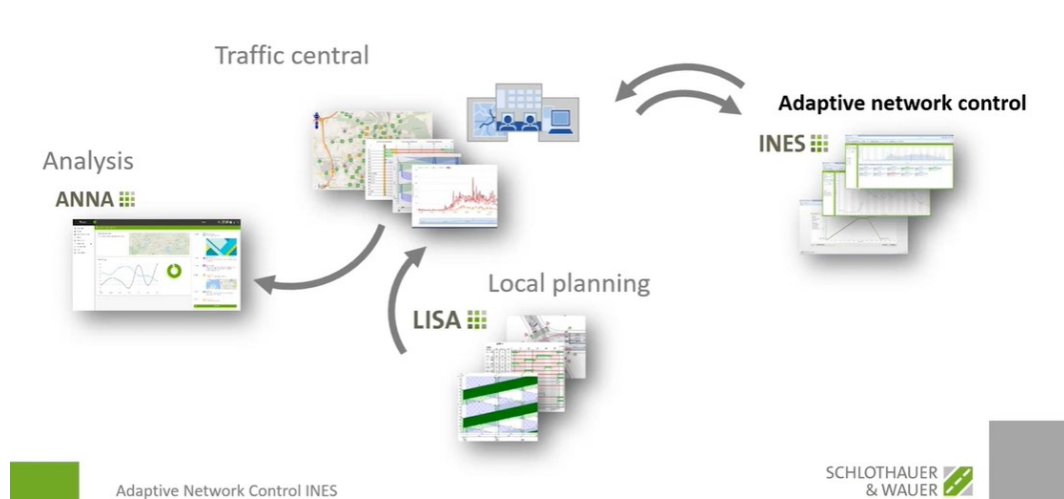 Traffic central
Adaptive network control
INES
Analysis
ANNA
Local planning
LISA
Adaptive Network Control INES
SCHLOTHAUER
& WAUER